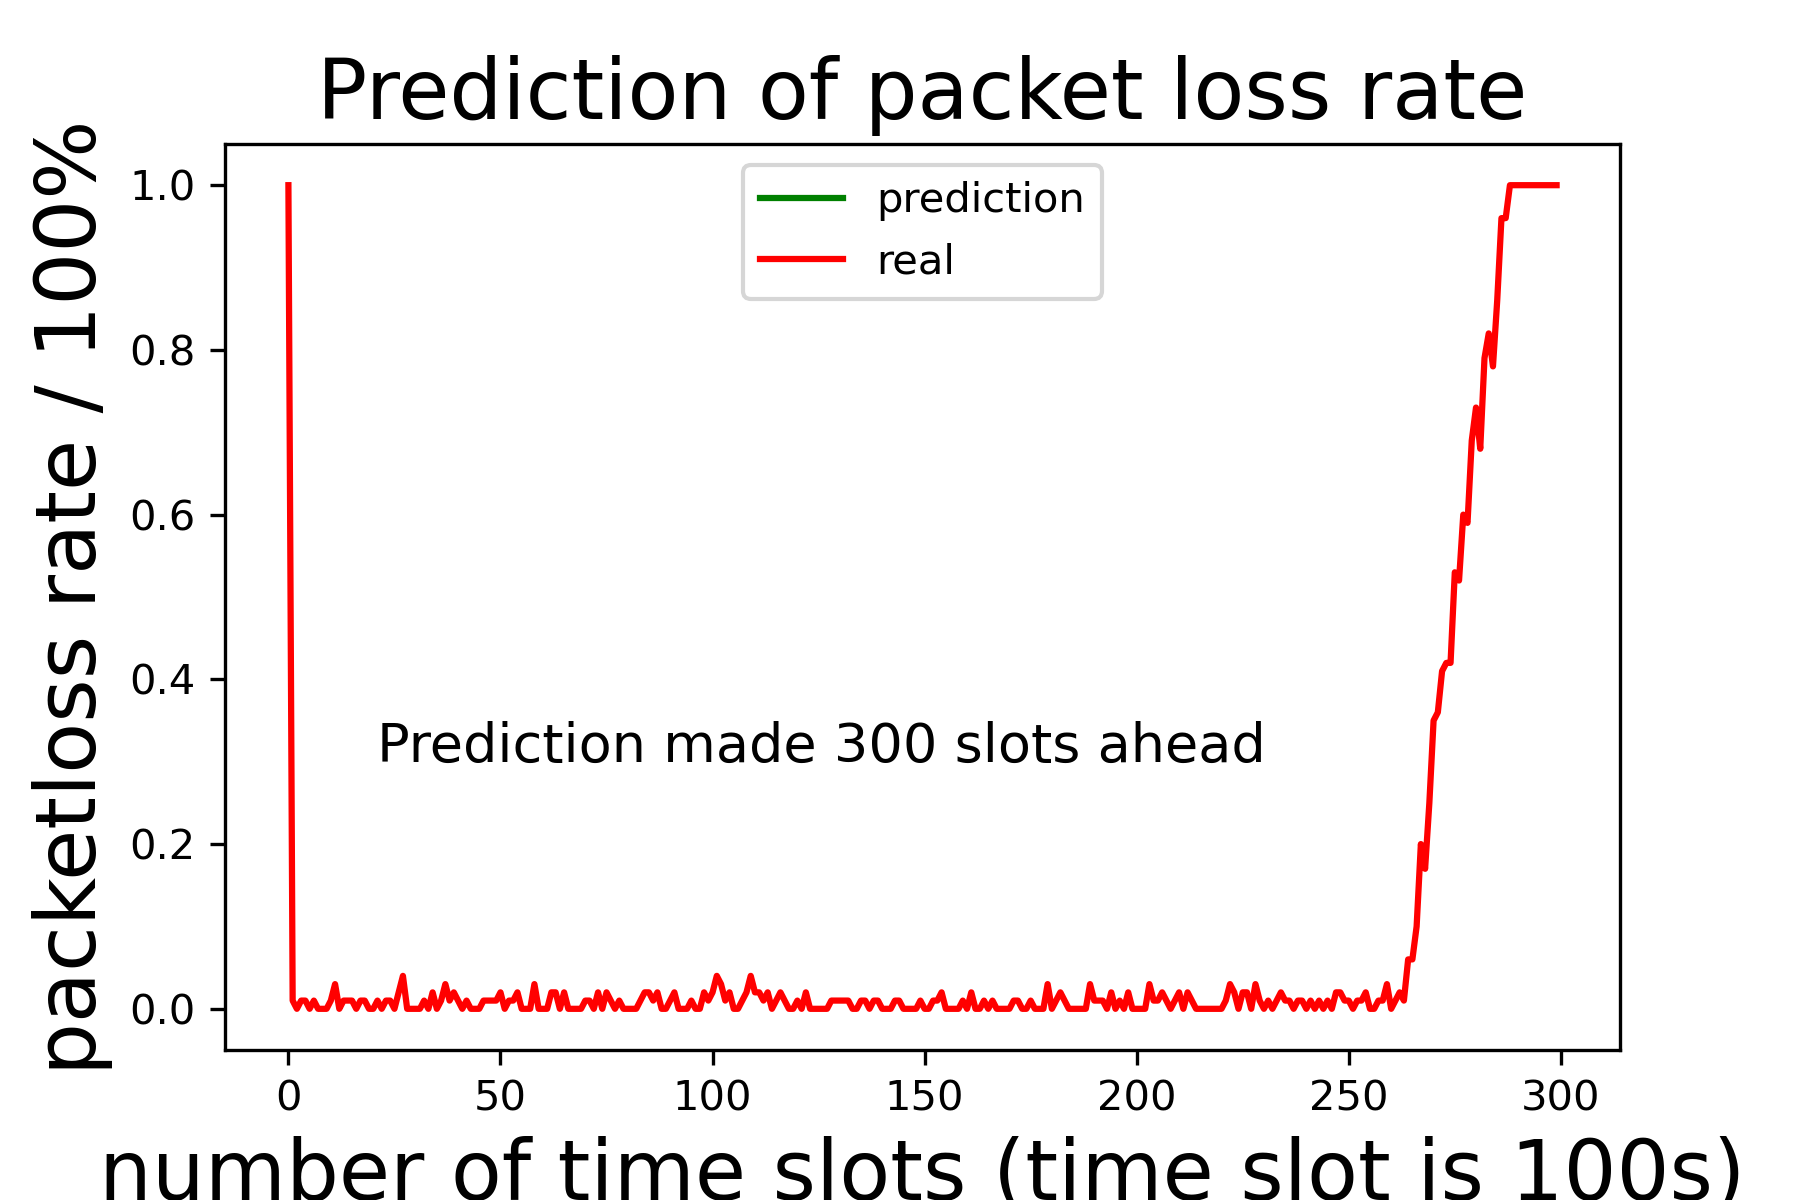 Prediction of packet loss rate
packetloss rate / 100%
1.0
0.8
0.6
0.4
0.2
0.0
prediction
real
Prediction made 300 slots ahead
0 50 100 150 200 250 300
number of time slots (time slot is 100s)